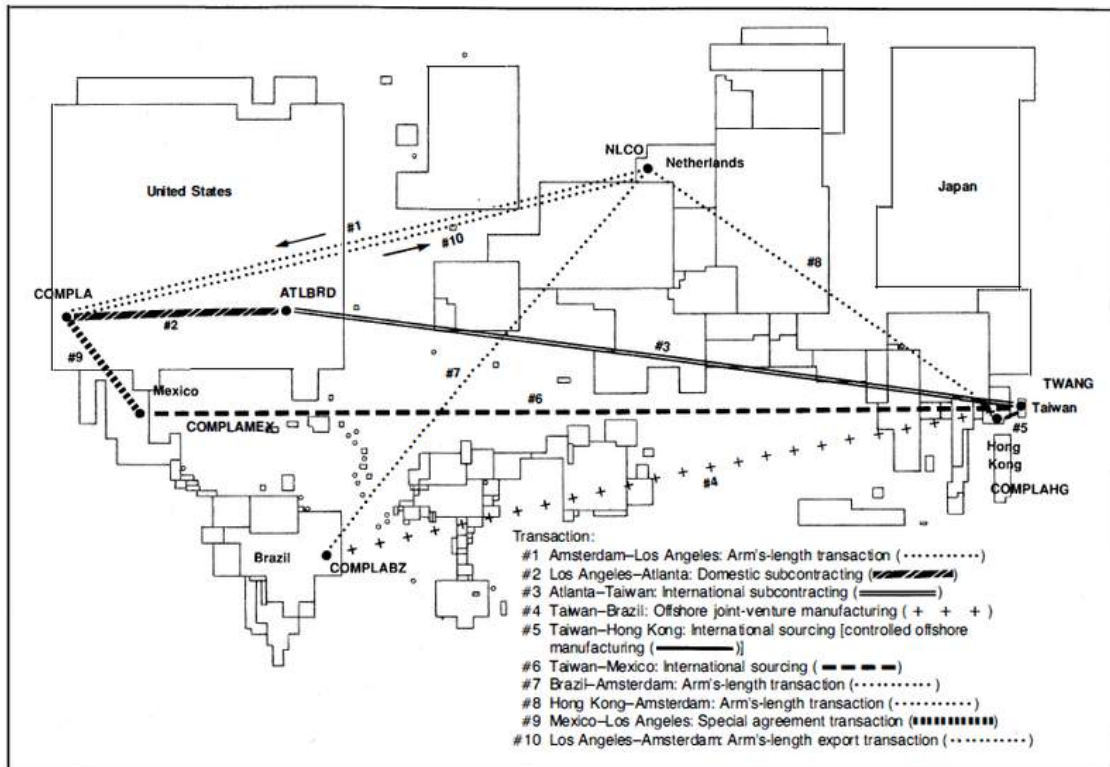 NLCO
Netherlands
United States
Japan
#1
#10
#8
COMPLA
ATLBRD
#2
#3
#9
#7
TWANG
Mexico
#6
Taiwan
COMPLAMEX
#5
Hong
Kong
#4
COMPLAHG
Brazil
COMPLABZ
Transaction:
#1 Amsterdam–Los Angeles: Arm's-length transaction (............)
#2 Los Angeles–Atlanta: Domestic subcontracting ( )
#3 Atlanta–Taiwan: International subcontracting ( )
#4 Taiwan–Brazil: Offshore joint-venture manufacturing ( + + + )
#5 Taiwan–Hong Kong: International sourcing [controlled offshore
manufacturing ( )]
#6 Taiwan–Mexico: International sourcing ( )
#7 Brazil–Amsterdam: Arm's-length transaction (............)
#8 Hong Kong–Amsterdam: Arm's-length transaction (............)
#9 Mexico–Los Angeles: Special agreement transaction ( )
#10 Los Angeles–Amsterdam: Arm's-length export transaction (............)